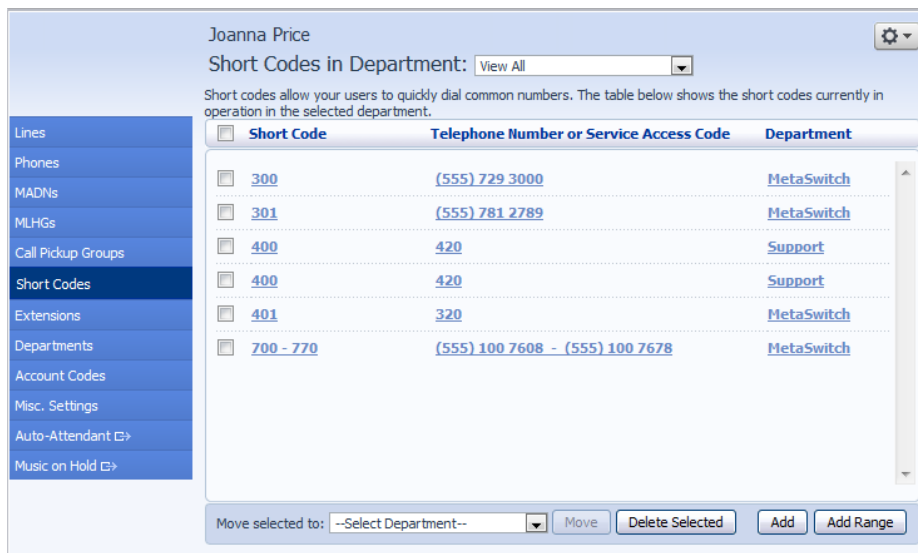 Joanna Price
Short Codes in Department: View All
Short codes allow your users to quickly dial common numbers. The table below shows the short codes currently in
operation in the selected department.
Lines
Phones
MADNs
MLHGs
Call Pickup Groups
Short Codes
Extensions
Departments
Account Codes
Misc. Settings
Auto-Attendant
Music on Hold
Short Code Telephone Number or Service Access Code Department
300 (555) 729 3000 MetaSwitch
301 (555) 781 2789 MetaSwitch
400 420 Support
400 420 Support
401 320 MetaSwitch
700 - 770 (555) 100 7608 - (555) 100 7678 MetaSwitch
Move selected to: --Select Department-- Move Delete Selected Add Add Range